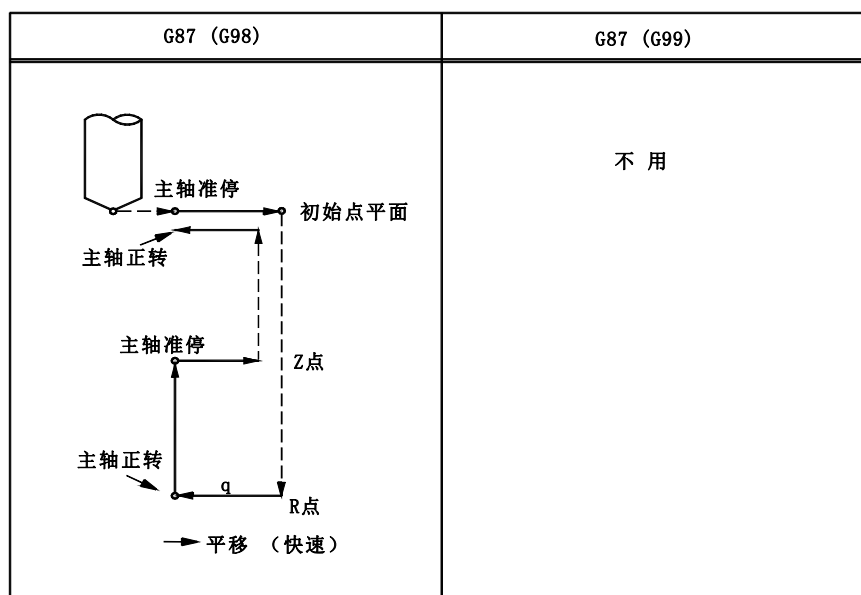 G87 (G98)
G87 (G99)
不 用
主轴准停
初始点平面
主轴正转
主轴准停
Z点
主轴正转
q
R点
平移 （快速）